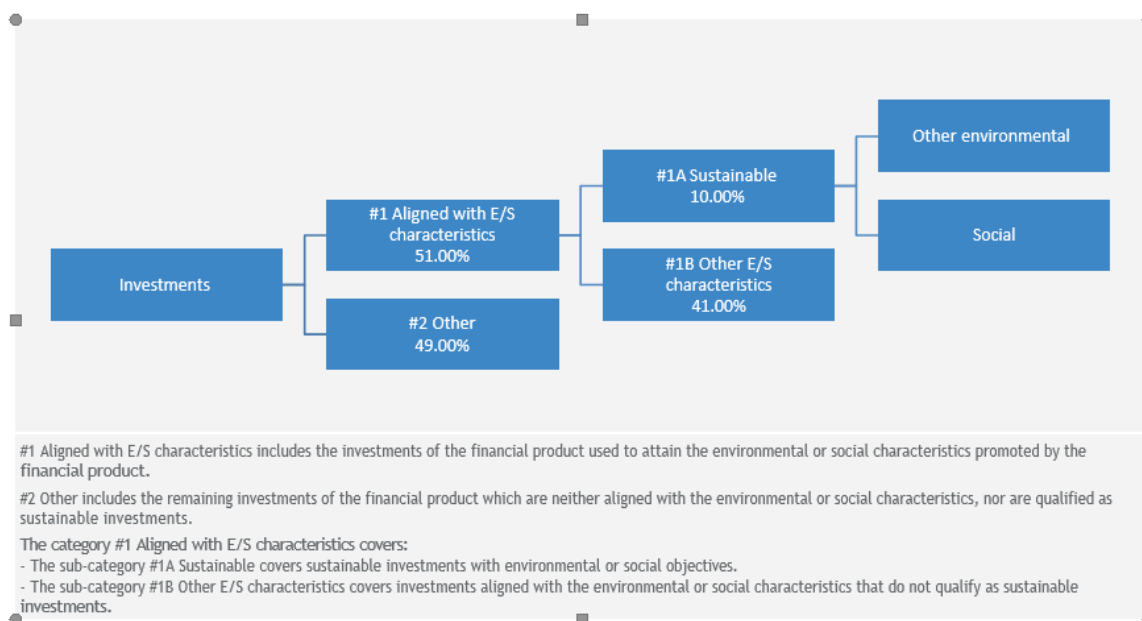 Investments
#1 Aligned with E/S
characteristics
51.00%
#2 Other
49.00%
#1A Sustainable
10.00%
#1B Other E/S
characteristics
41.00%
Other environmental
Social
#1 Aligned with E/S characteristics includes the investments of the financial product used to attain the environmental or social characteristics promoted by the
financial product.
#2 Other includes the remaining investments of the financial product which are neither aligned with the environmental or social characteristics, nor are qualified as
sustainable investments.
The category #1 Aligned with E/S characteristics covers:
- The sub-category #1A Sustainable covers sustainable investments with environmental or social objectives.
- The sub-category #1B Other E/S characteristics covers investments aligned with the environmental or social characteristics that do not qualify as sustainable
investments.